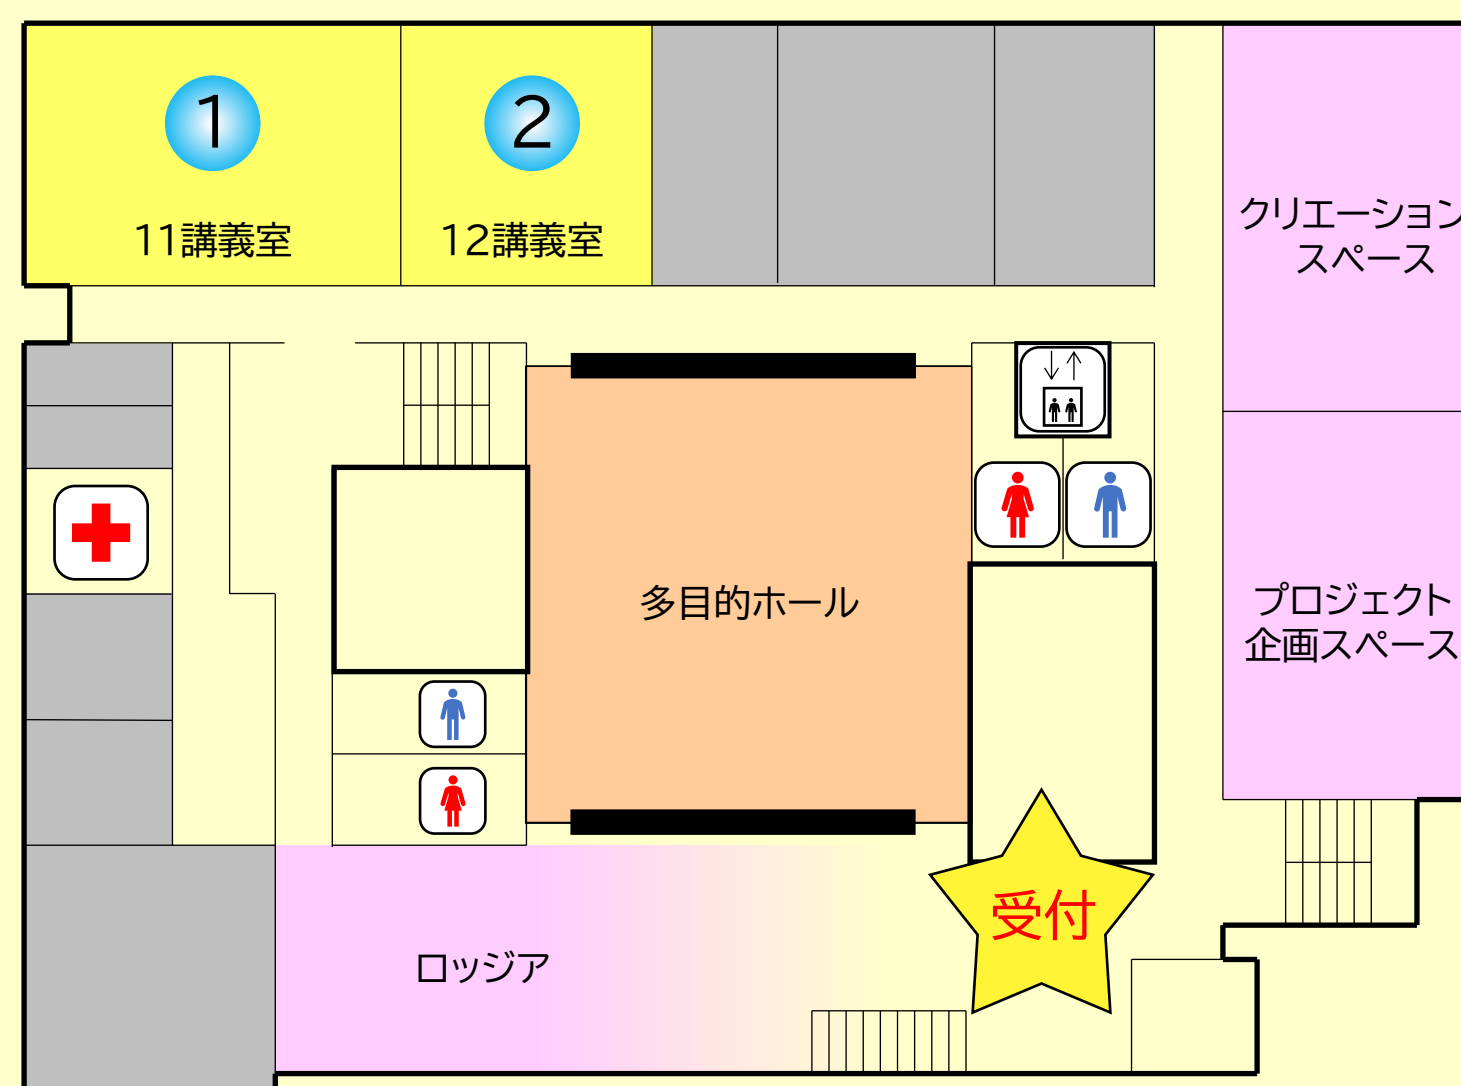 1
2
11講義室
12講義室
クリエーション
スペース
多目的ホール
プロジェクト
企画スペース
受付
ロッジア